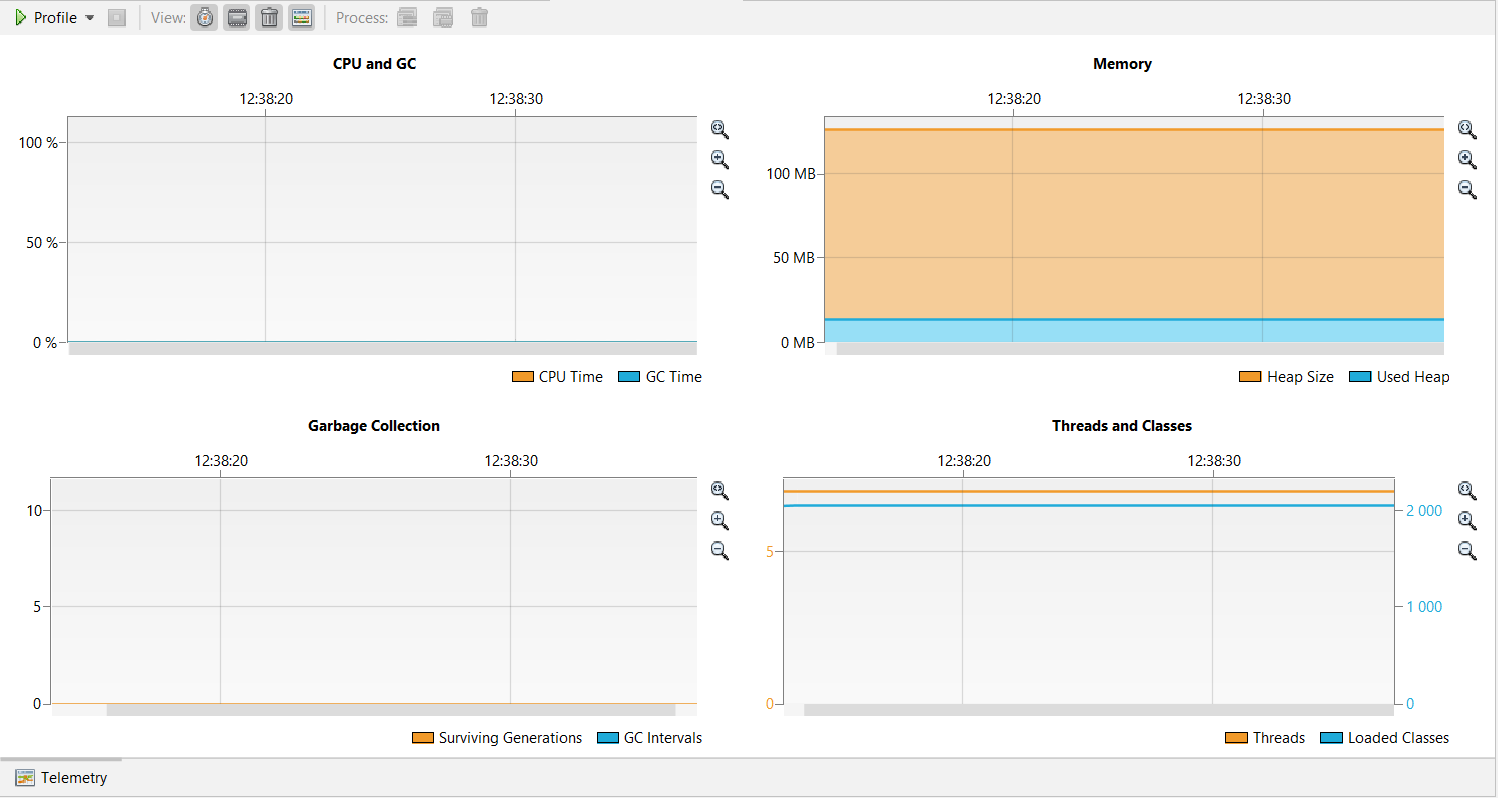 Profile View: Process:
CPU and GC
12:38:20 12:38:30
100 %
50 %
0 %
CPU Time GC Time
Memory
12:38:20 12:38:30
100 MB
50 MB
0 MB
Heap Size Used Heap
Garbage Collection
12:38:20 12:38:30
10
5
0
Surviving Generations GC Intervals
Threads and Classes
12:38:20 12:38:30
2 000
5
1 000
0 0
Threads Loaded Classes
Telemetry